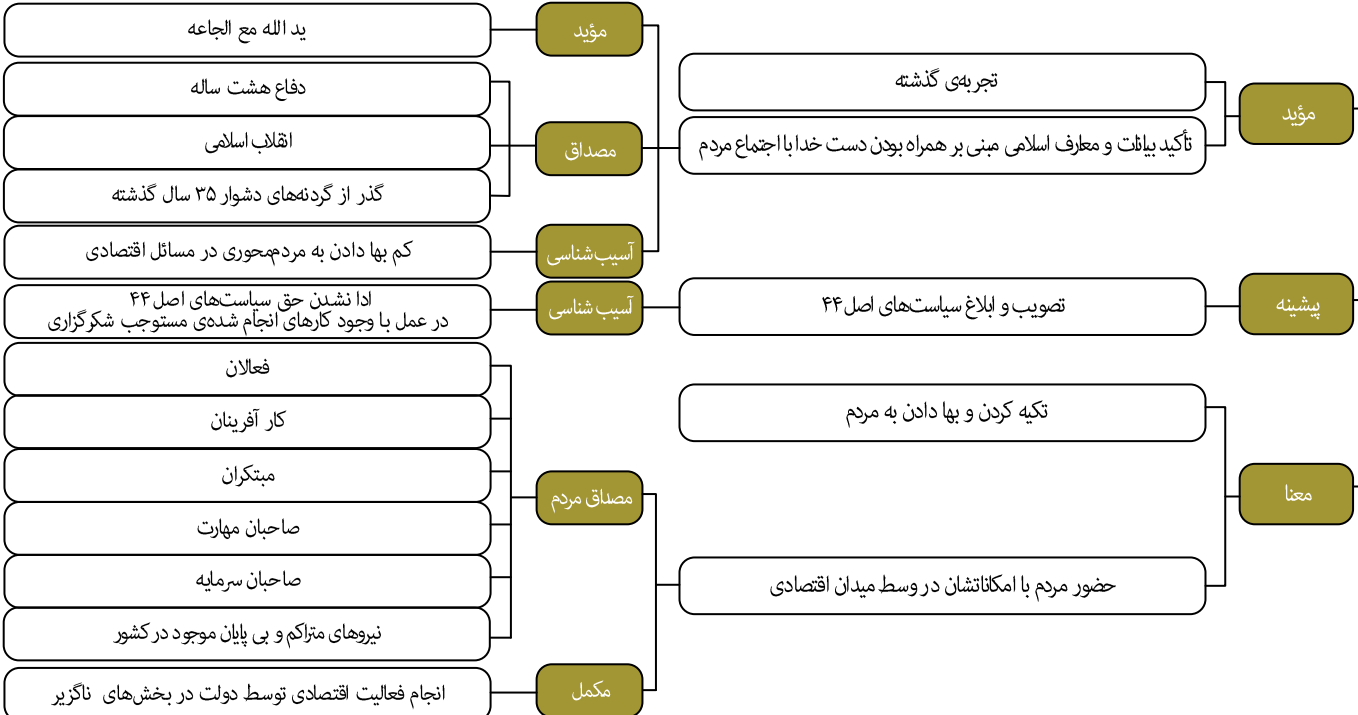 مؤید
تجربه‌ی گذشته
تأکید بیانات و معارف اسلامی مبنی بر همراه بودن دست خدا با اجتماع مردم
مؤید
ید الله مع الجاعه
مصداق
دفاع هشت ساله
انقلاب اسلامی
گذر از گردنه‌های دشوار ۳۵ سال گذشته
آسیب‌شناسی
کم بها دادن به مردم‌محوری در مسائل اقتصادی
پیشینه
تصویب و ابلاغ سیاست‌های اصل ۴۴
آسیب شناسی
ادا نشدن حق سیاست‌های اصل ۴۴
در عمل با وجود کارهای انجام شده‌ی مستوجب شکرگزاری
معنا
تکیه کردن و بها دادن به مردم
حضور مردم با امکاناتشان در وسط میدان اقتصادی
مصداق مردم
فعالان
کار آفرینان
مبتکران
صاحبان مهارت
صاحبان سرمایه
نیروهای متراکم و بی پایان موجود در کشور
مکمل
انجام فعالیت اقتصادی توسط دولت در بخش‌های ناگزیر